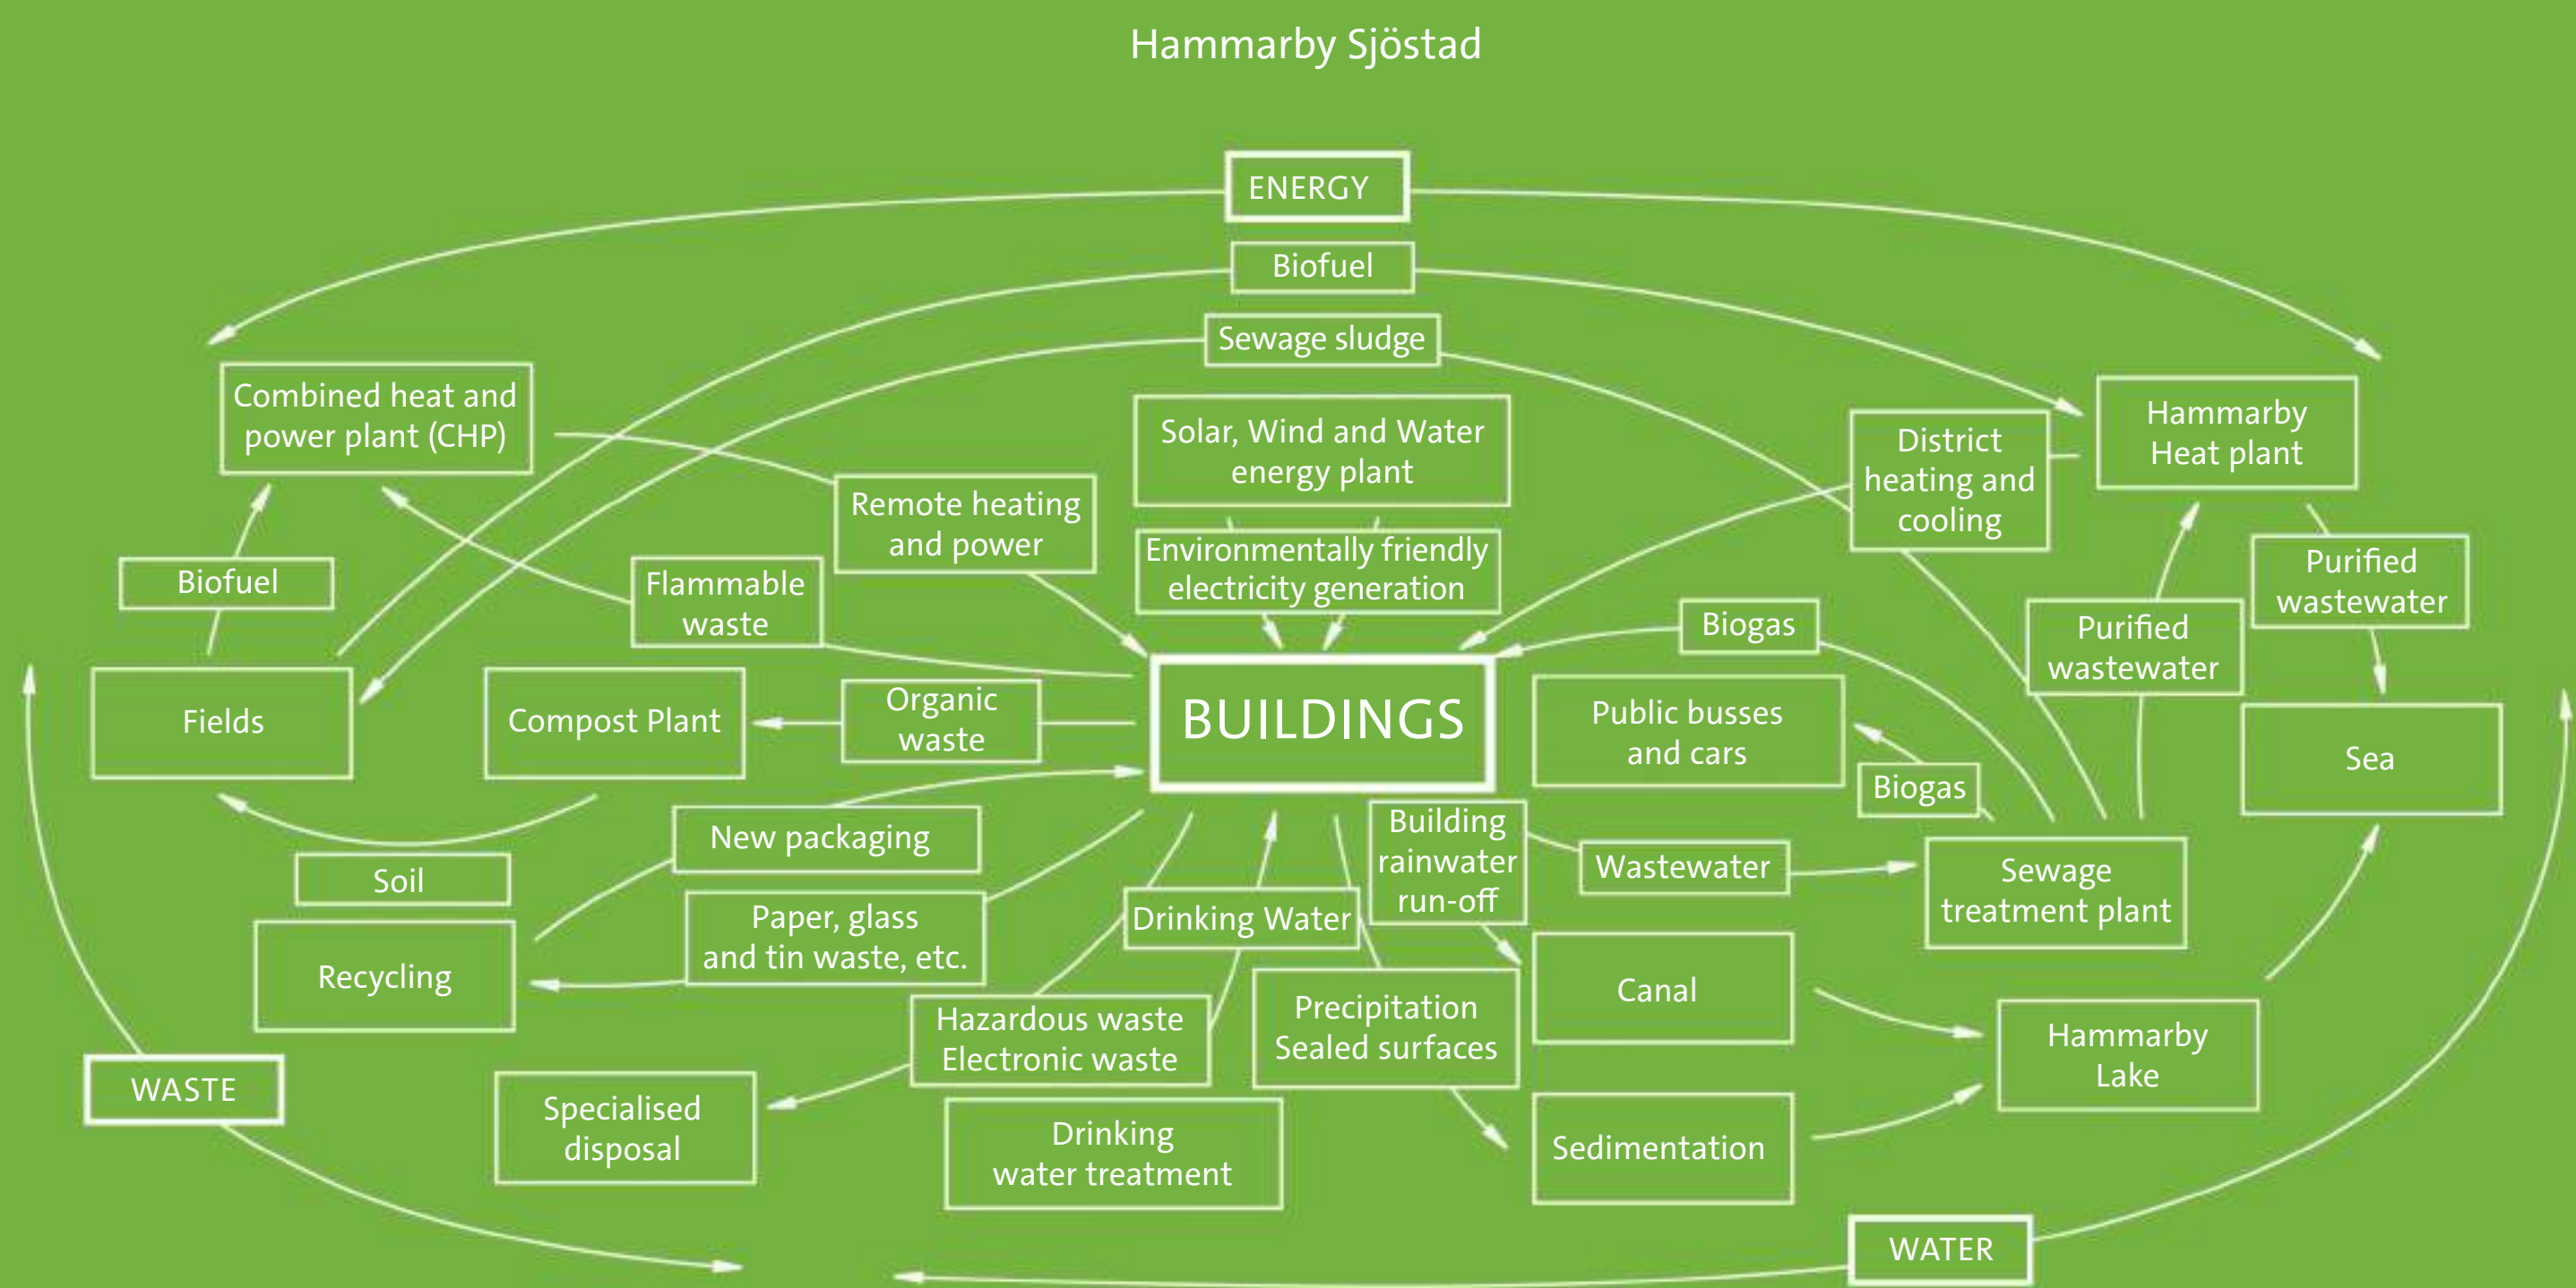 Hammarby Sjöstad
ENERGY
Biofuel
Sewage sludge
Combined heat and
power plant (CHP)
Solar, Wind and Water
energy plant
Hammarby
Heat plant
District
heating and
cooling
Remote heating
and power
Environmentally friendly
electricity generation
Purified
wastewater
Biofuel
Flammable
waste
Biogas
Purified
wastewater
Fields
Compost Plant
Organic
waste
BUILDINGS
Public busses
and cars
Sea
Biogas
New packaging
Building
rainwater
run-off
Wastewater
Sewage
treatment plant
Soil
Paper, glass
and tin waste, etc.
Drinking Water
Recycling
Hazardous waste
Electronic waste
Precipitation
Sealed surfaces
Canal
Hammarby
Lake
WASTE
Specialised
disposal
Drinking
water treatment
Sedimentation
WATER